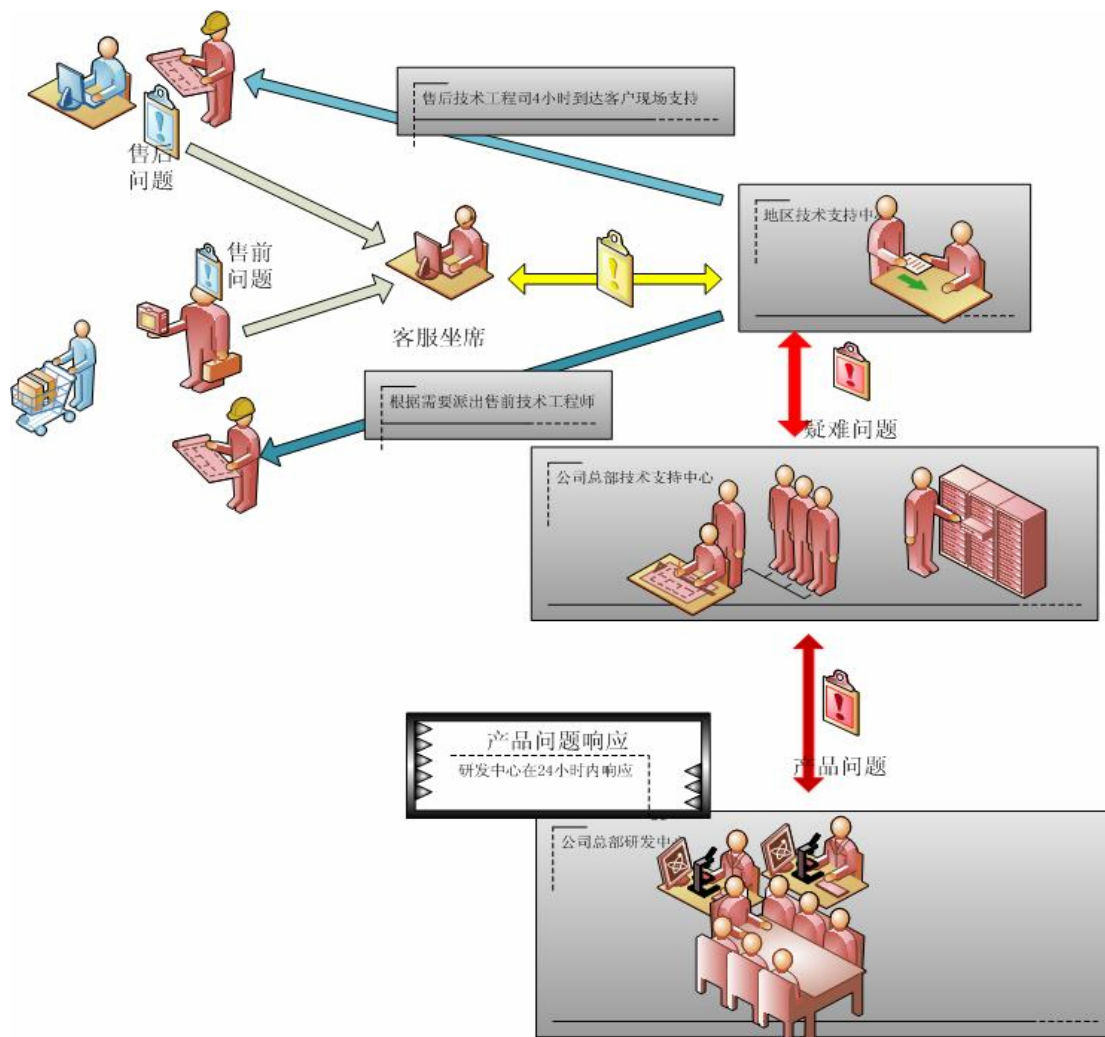 售后技术工程司4小时到达客户现场支持
售后
问题
地区技术支持中心
售前
问题
客服坐席
根据需要派出售前技术工程师
疑难问题
公司总部技术支持中心
产品问题响应
研发中心在24小时内响应
产品问题
公司总部研发中心